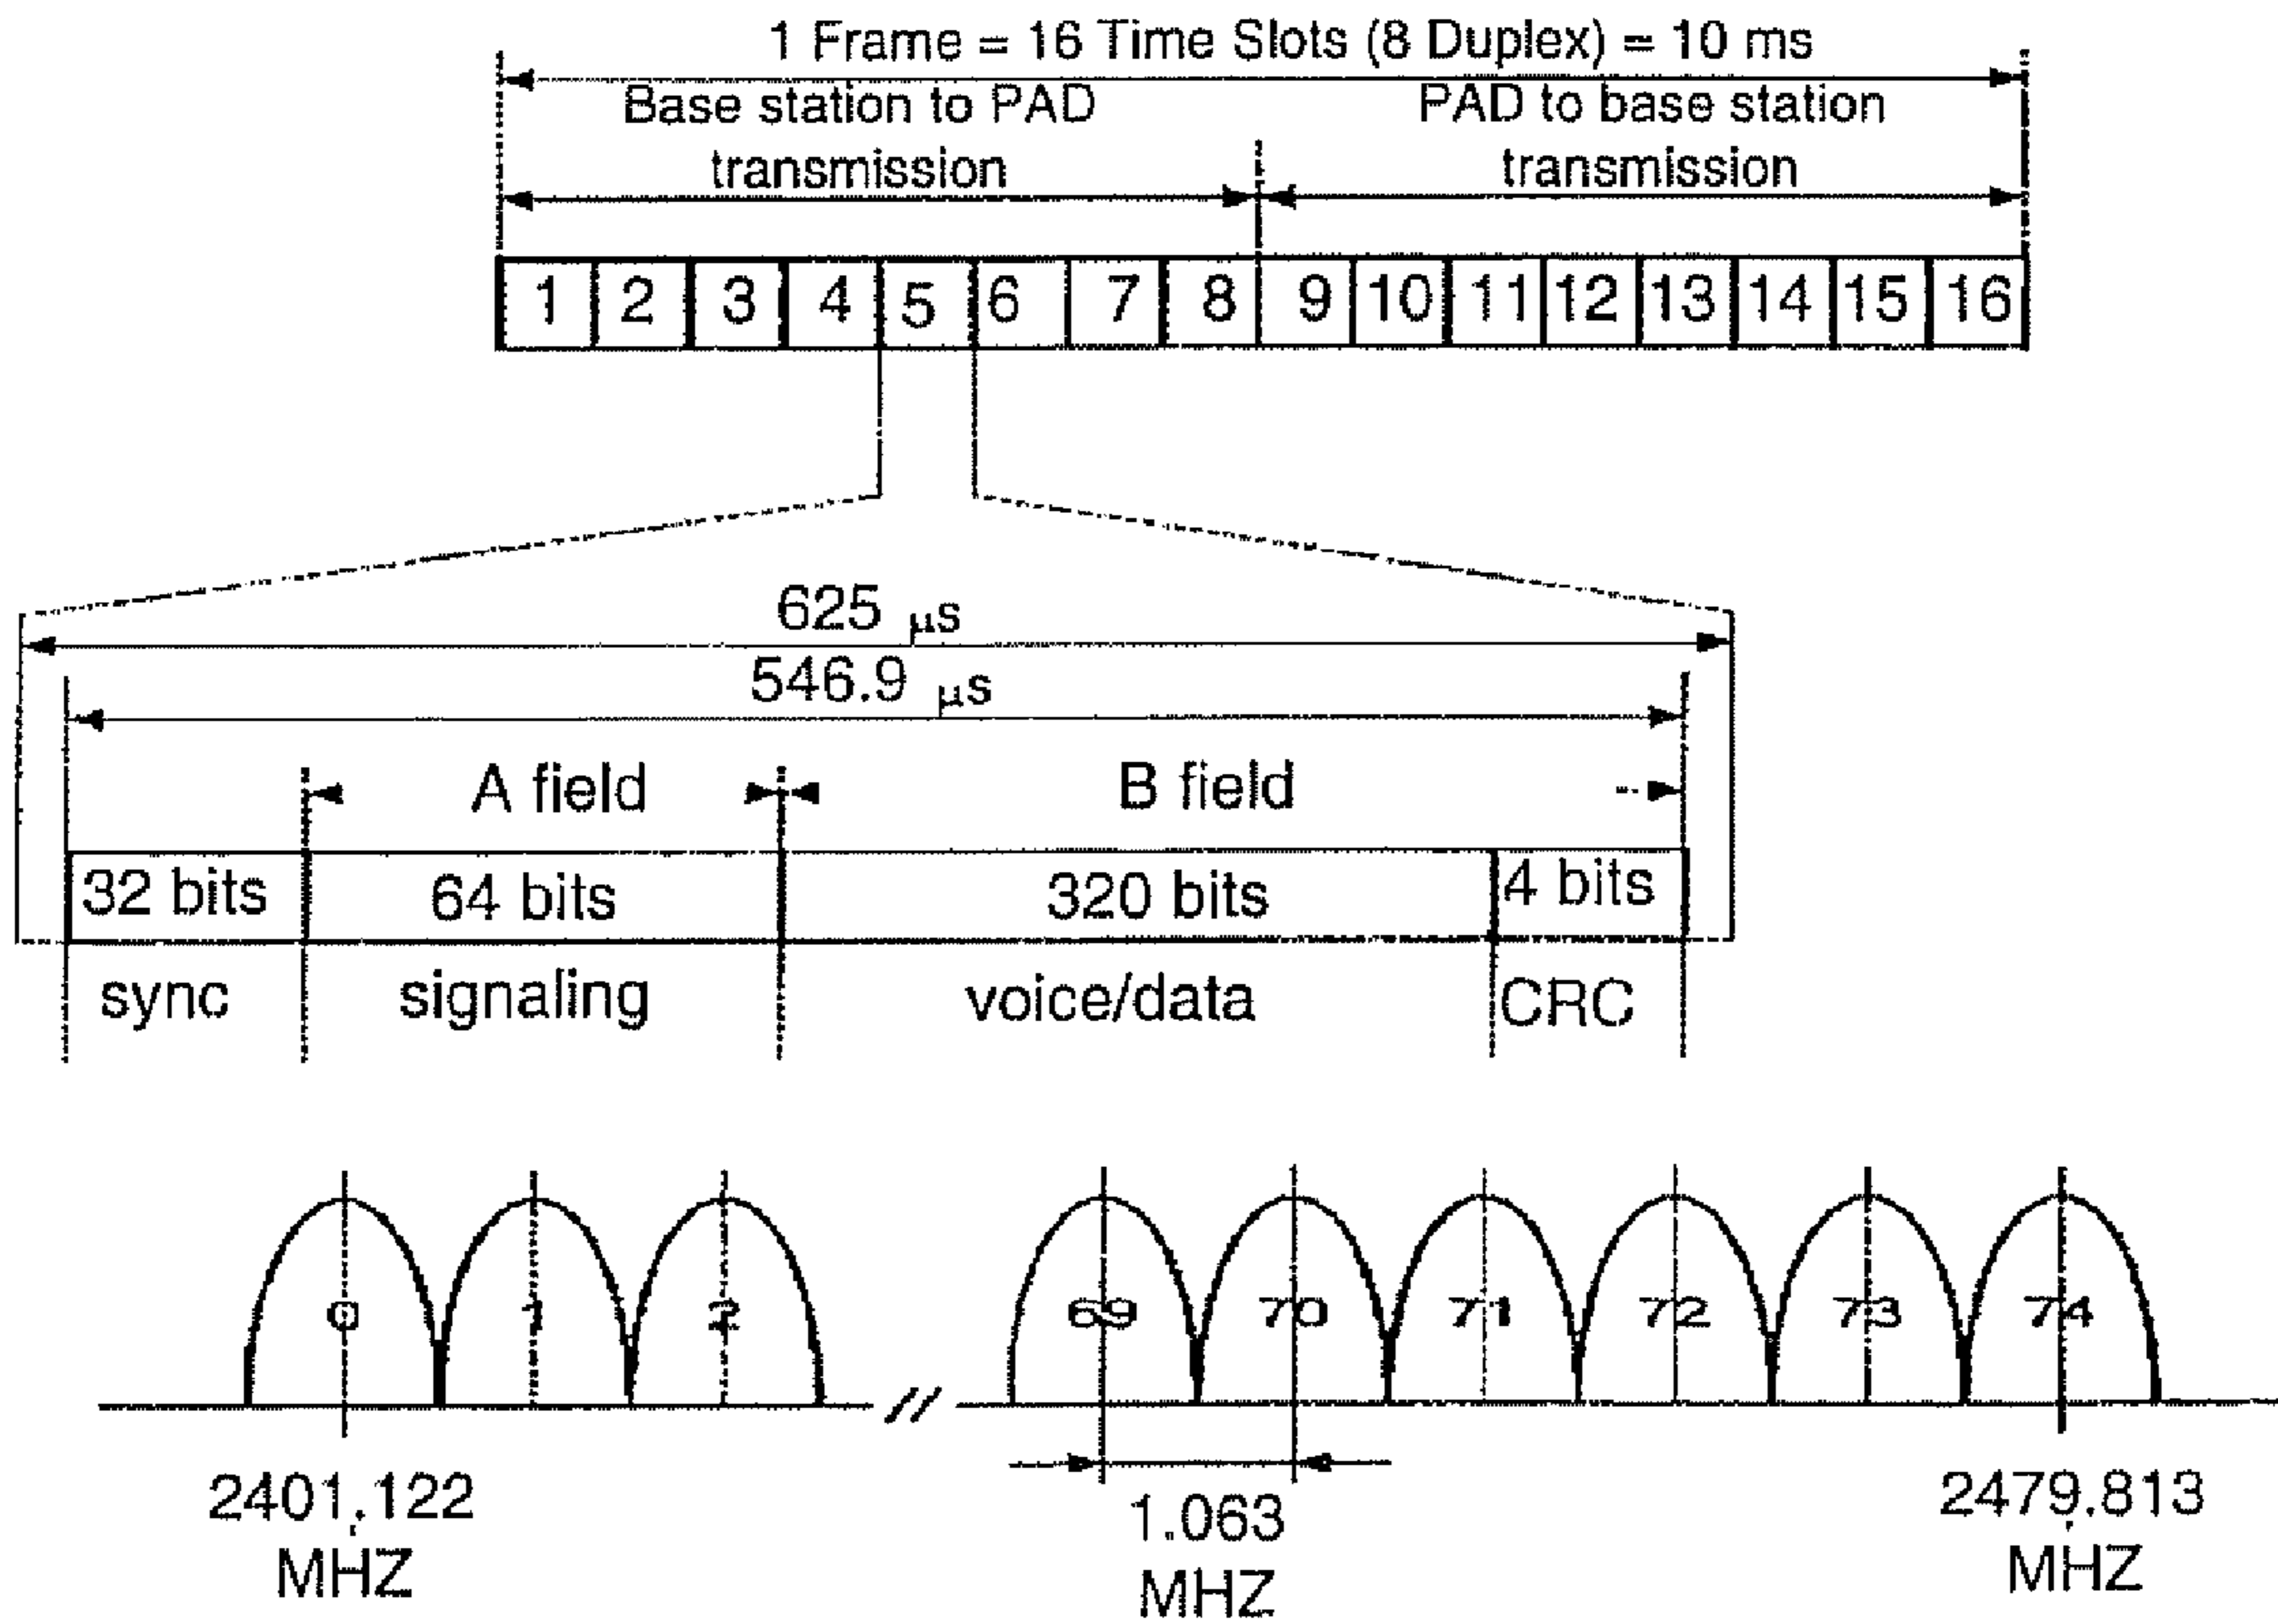 1 Frame = 16 Time Slots (8 Duplex) = 10 ms
Base station to PAD
transmission
PAD to base station
transmission
1 2 3 4 5 6 7 8 9 10 11 12 13 14 15 16
625 µs
546.9 µs
A field B field
32 bits 64 bits 320 bits 4 bits
sync signaling voice/data CRC
0 1 2 69 70 71 72 73 74
2401.122
MHZ
1.063
MHZ
2479.813
MHZ